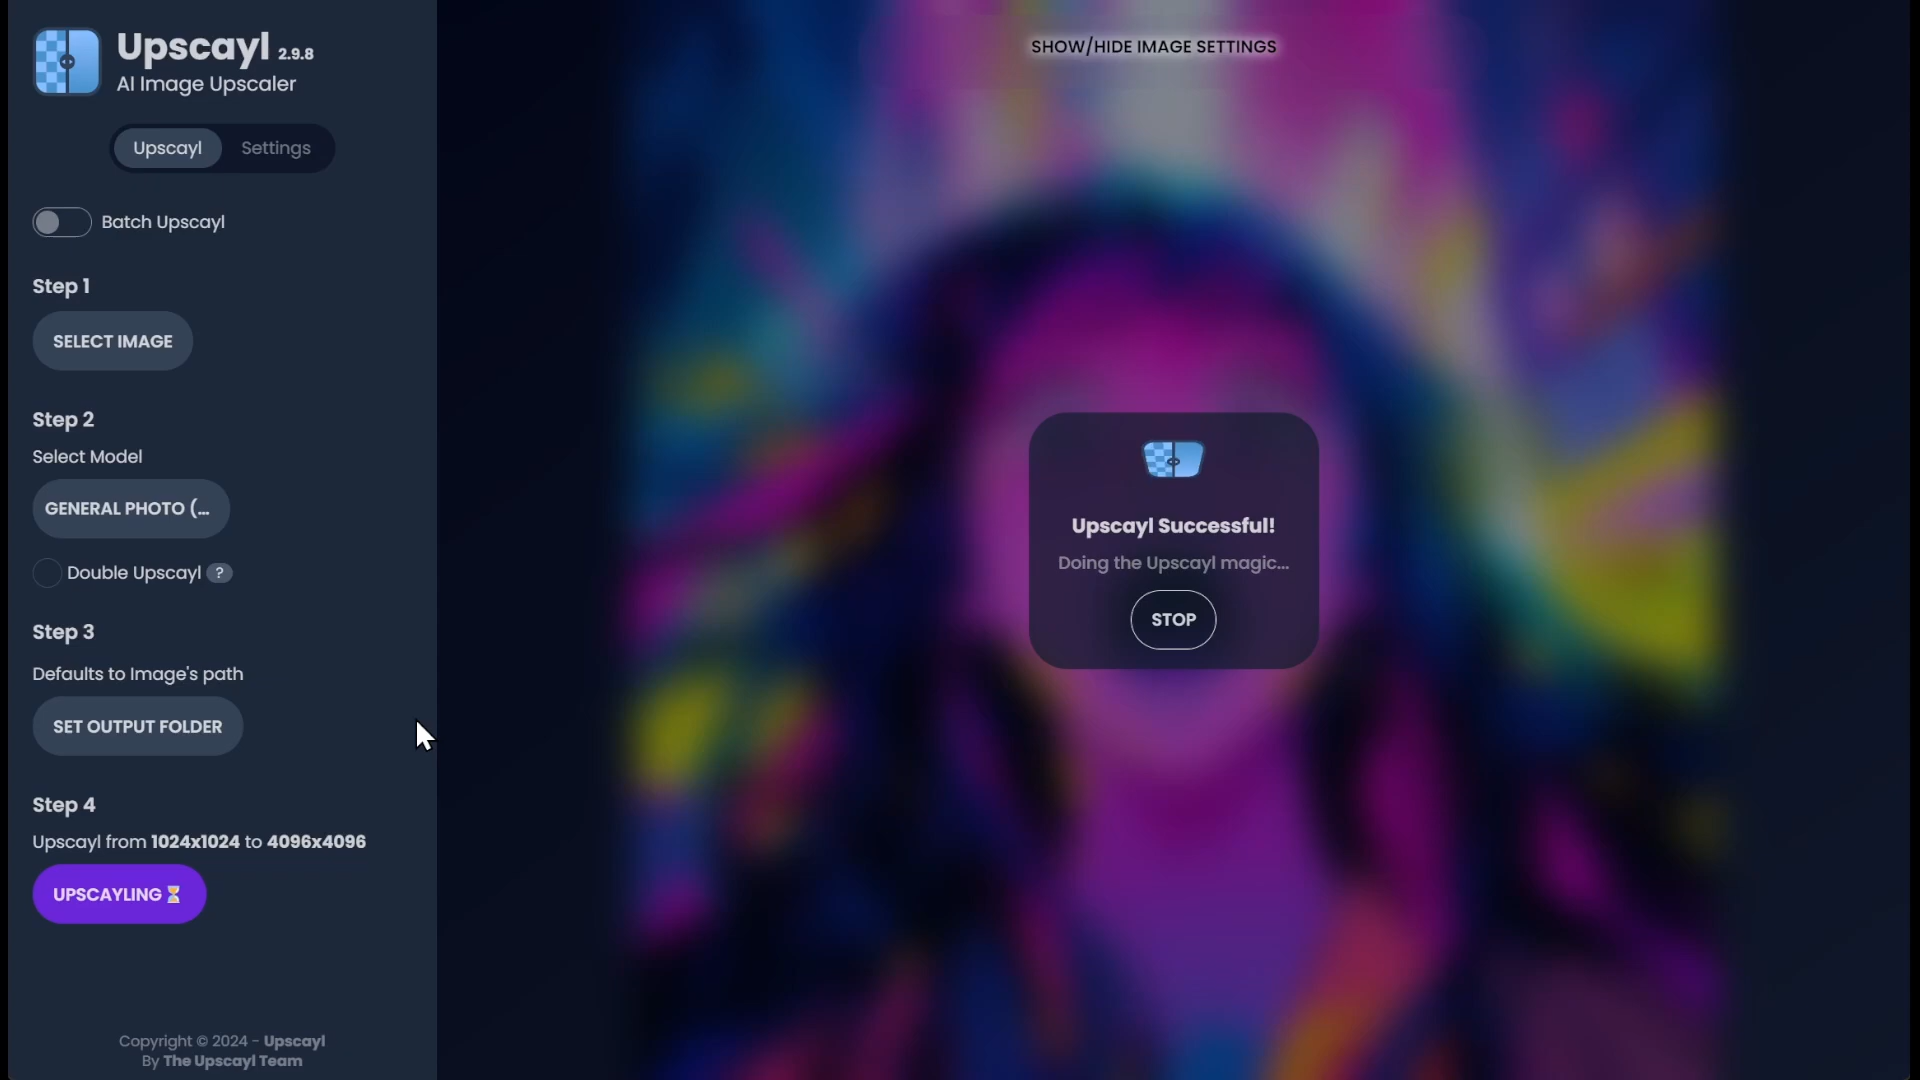 Upscayl 2.9.8
AI Image Upscaler
Upscayl Settings
Batch Upscayl
Step 1
SELECT IMAGE
Step 2
Select Model
GENERAL PHOTO (...
Double Upscayl ?
Step 3
Defaults to Image's path
SET OUTPUT FOLDER
Step 4
Upscayl from 1024x1024 to 4096x4096
UPSCAYLING ⏳
Copyright © 2024 - Upscayl
By The Upscayl Team
SHOW/HIDE IMAGE SETTINGS
Upscayl Successful!
Doing the Upscayl magic...
STOP